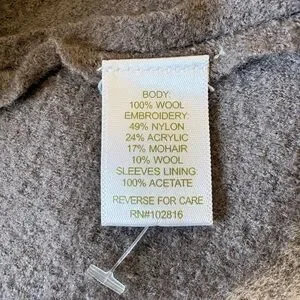 BODY:
100% WOOL
EMBROIDERY:
49% NYLON
24% ACRYLIC
17% MOHAIR
10% WOOL
SLEEVES LINING:
100% ACETATE
REVERSE FOR CARE
RN#102816